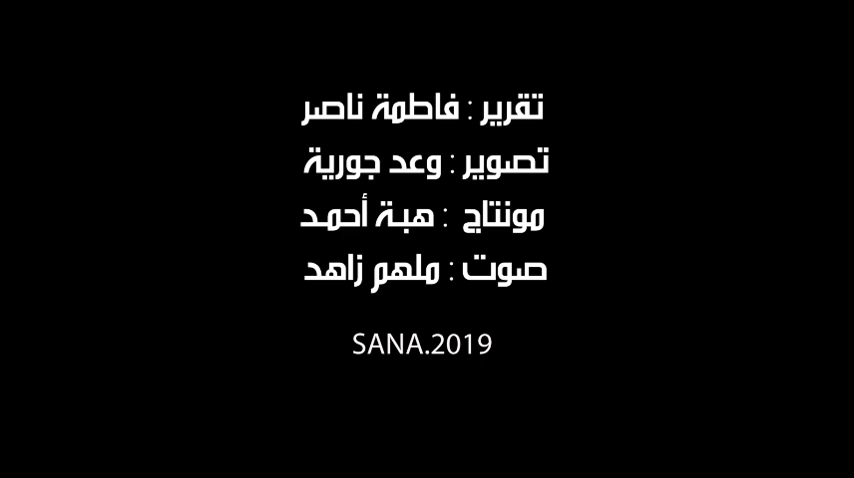 تقرير : فاطمة ناصر
تصوير : وعد جورية
مونتاج : هبة أحمد
صوت : ملهم زاهد
SANA.2019